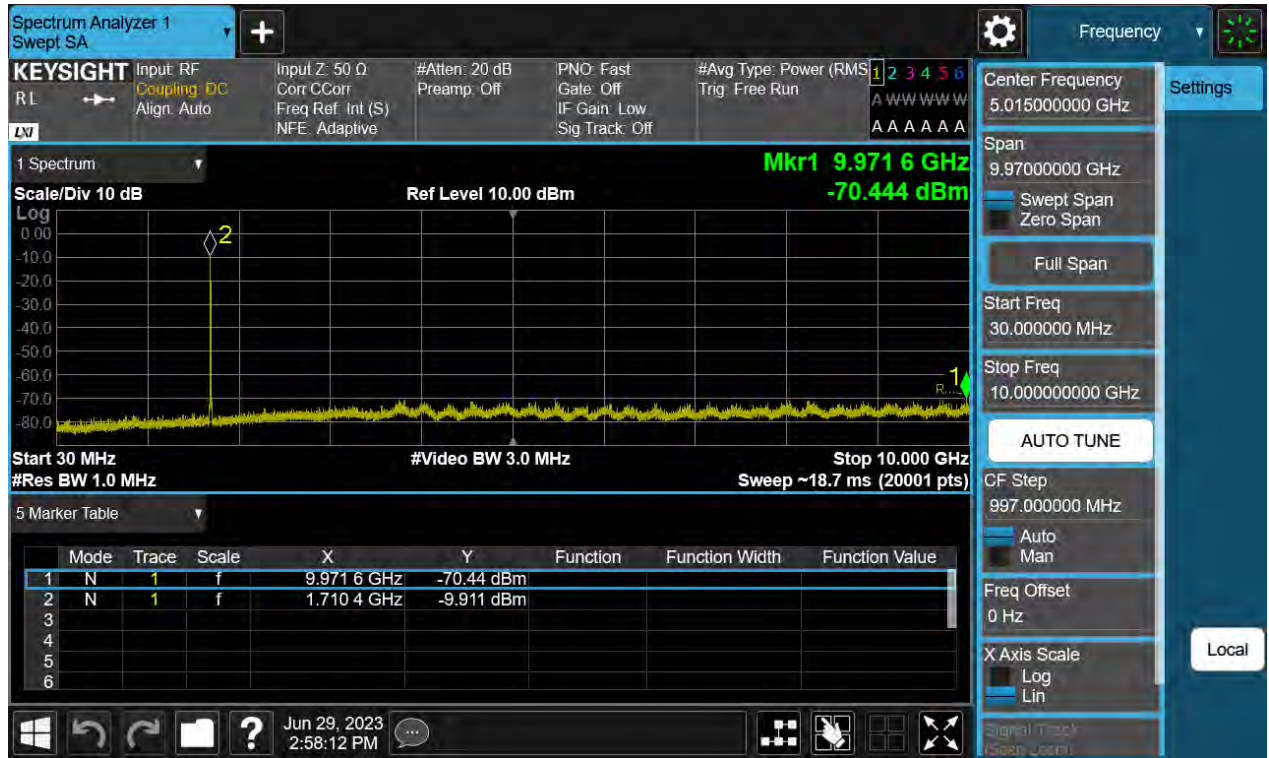 Spectrum Analyzer 1
Swept SA
+
Frequency
KEYSIGHT
RL
LXI
Input: RF
Coupling: DC
Align: Auto
Input Z: 50 Ω
Corr CCorr
Freq Ref: Int (S)
NFE: Adaptive
#Atten: 20 dB
Preamp: Off
PNO: Fast
Gate: Off
IF Gain: Low
Sig Track: Off
#Avg Type: Power (RMS
Trig: Free Run
1 2 3 4 5 6
A W W W W W
A A A A A A
1 Spectrum
Scale/Div 10 dB
Ref Level 10.00 dBm
Mkr1 9.971 6 GHz
-70.444 dBm
Log
0.00
-10.0
-20.0
-30.0
-40.0
-50.0
-60.0
-70.0
-80.0
2
1
R...
Start 30 MHz
#Video BW 3.0 MHz
Stop 10.000 GHz
#Res BW 1.0 MHz
Sweep ~18.7 ms (20001 pts)
5 Marker Table
Mode Trace Scale X Y Function Function Width Function Value
1 N 1 f 9.971 6 GHz -70.44 dBm
2 N 1 f 1.710 4 GHz -9.911 dBm
3
4
5
6
Jun 29, 2023
2:58:12 PM
?
Center Frequency
5.015000000 GHz
Span
9.97000000 GHz
Swept Span
Zero Span
Full Span
Start Freq
30.000000 MHz
Stop Freq
10.000000000 GHz
AUTO TUNE
CF Step
997.000000 MHz
Auto
Man
Freq Offset
0 Hz
X Axis Scale
Log
Lin
Signal Track
(Span Zoom)
Settings
Local